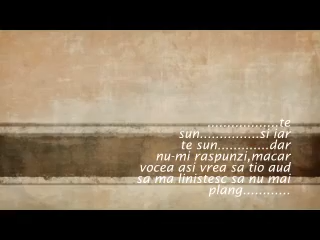 ..................te
sun...............si iar
te sun.............dar
nu-mi raspunzi,macar
vocea asi vrea sa tio aud
sa ma linistesc sa nu mai
plang............